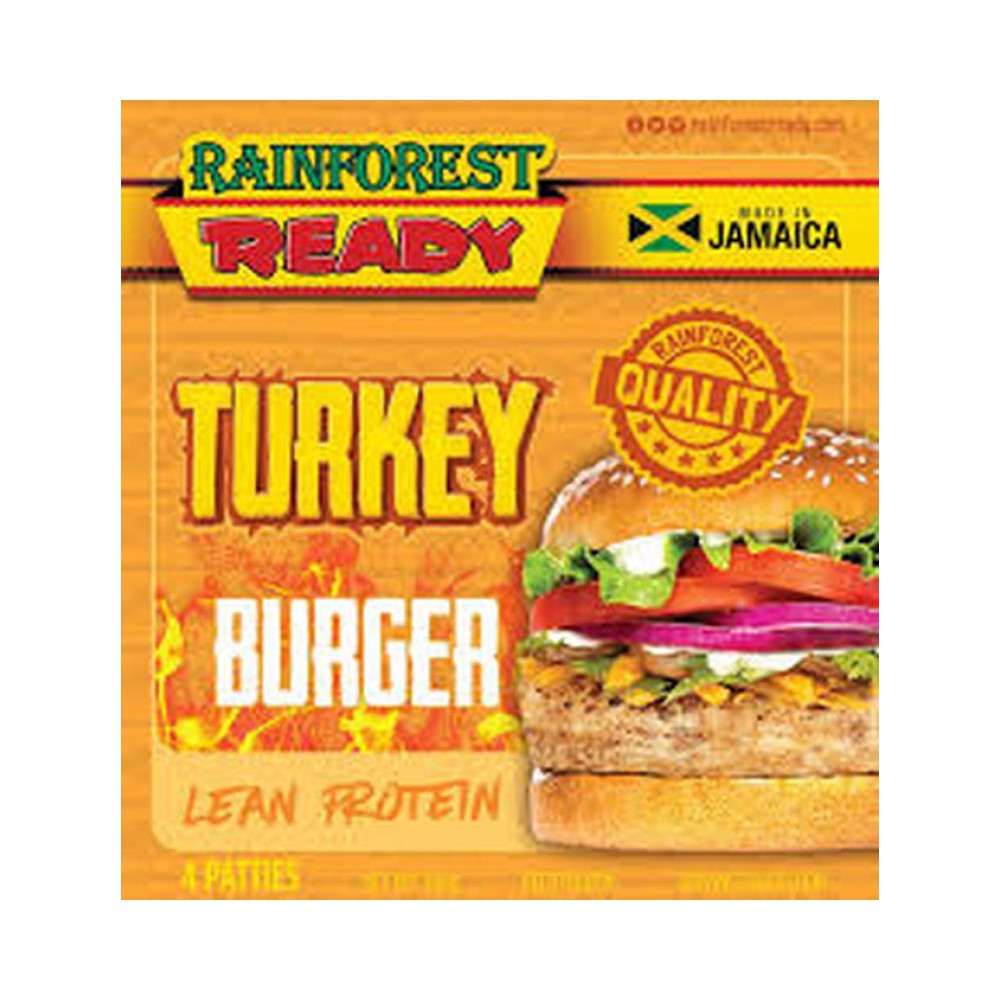 RAINFOREST
READY
MADE IN
JAMAICA
RAINFOREST
QUALITY
TURKEY
BURGER
LEAN PROTEIN
4 PATTIES